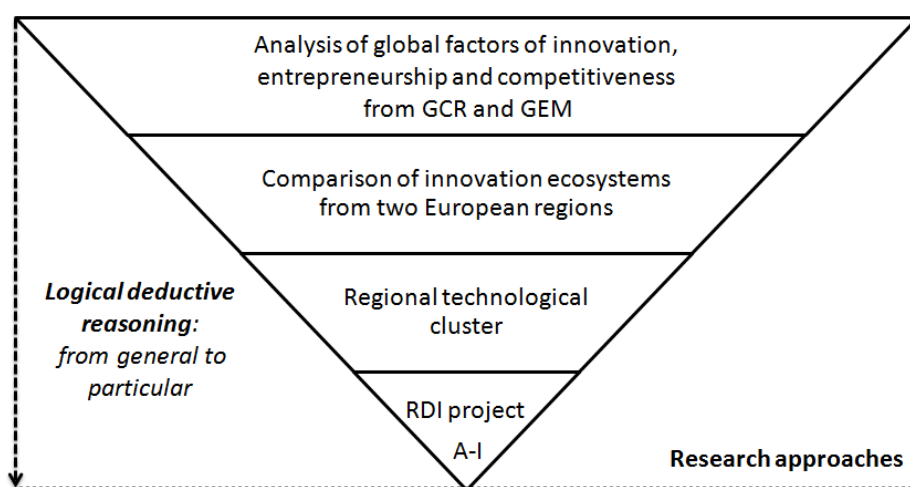 Analysis of global factors of innovation,
entrepreneurship and competitiveness
from GCR and GEM
Comparison of innovation ecosystems
from two European regions
Regional technological
cluster
RDI project
A-I
Logical deductive
reasoning:
from general to
particular
Research approaches